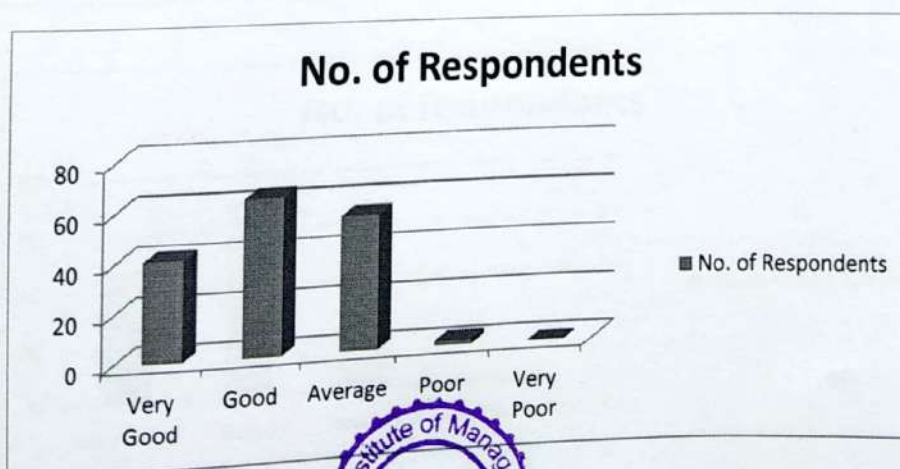 No. of Respondents
80
60
40
20
0
Very
Good
Good
Average
Poor
Very
Poor
No. of Respondents
of Manag